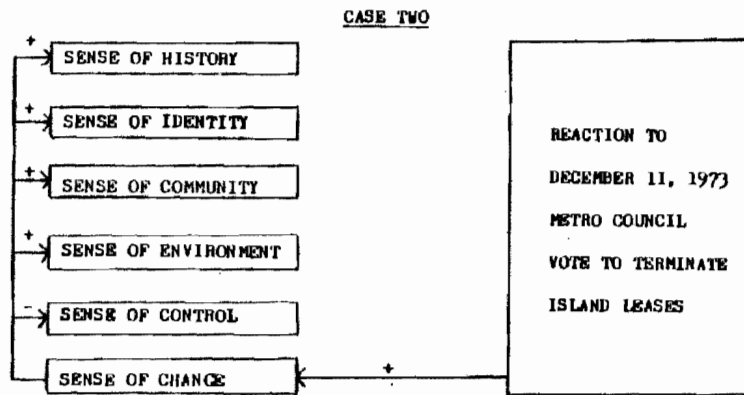 CASE TWO
+
SENSE OF HISTORY
+
SENSE OF IDENTITY
+
SENSE OF COMMUNITY
+
SENSE OF ENVIRONMENT
-
SENSE OF CONTROL
SENSE OF CHANGE
+
REACTION TO
DECEMBER 11, 1973
METRO COUNCIL
VOTE TO TERMINATE
ISLAND LEASES